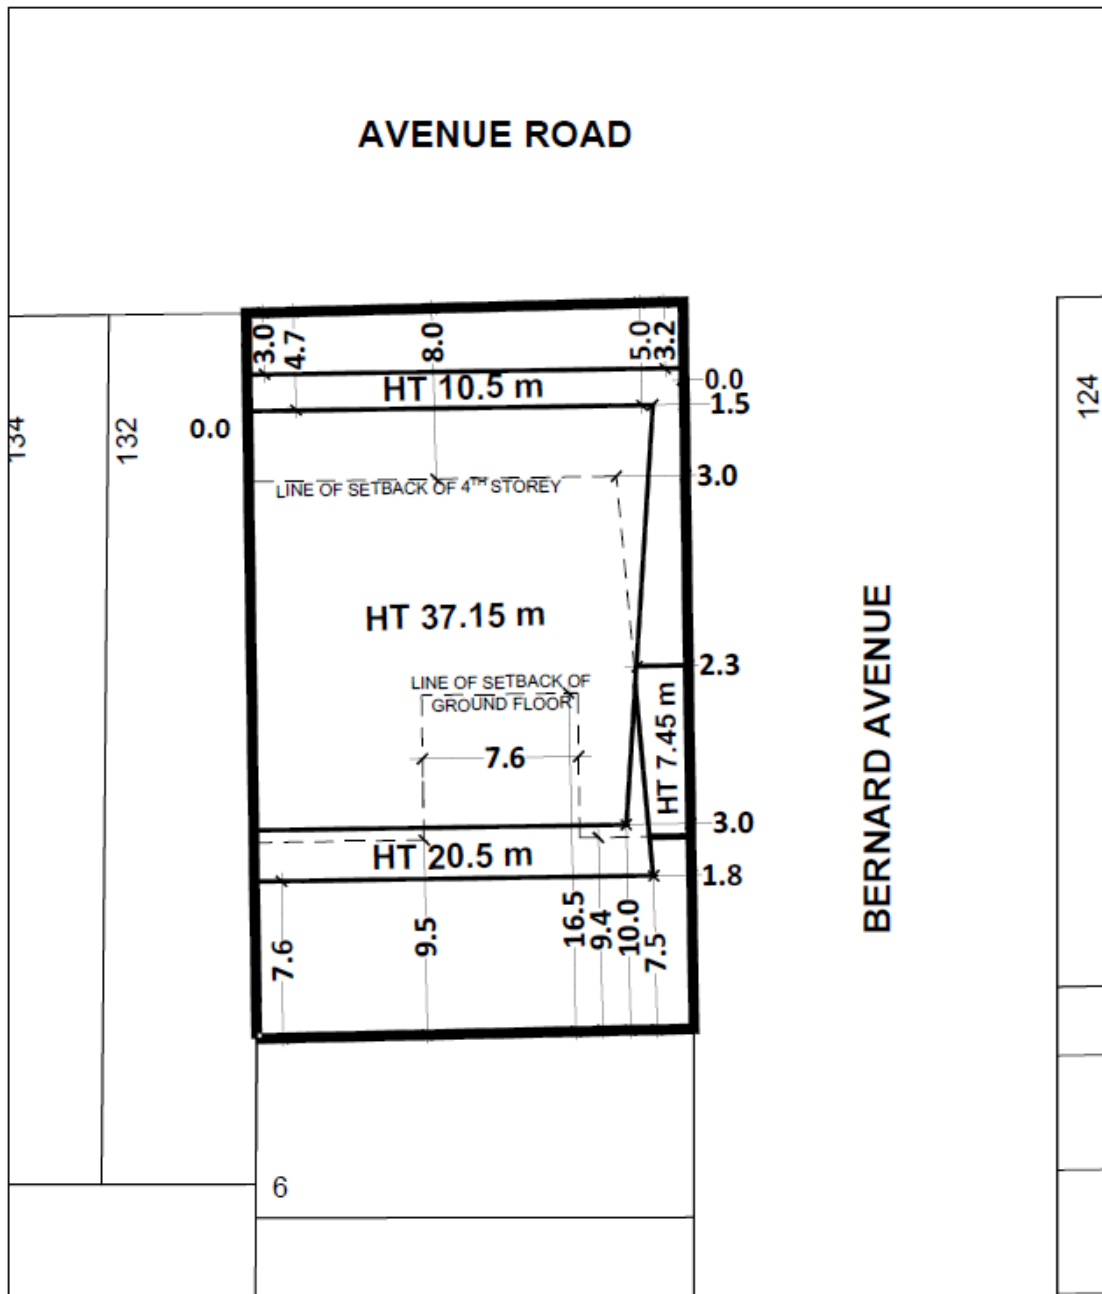 AVENUE ROAD
3.0
4.7
8.0
5.0
3.2
0.0
HT 10.5 m
1.5
124
134
132
0.0
3.0
LINE OF SETBACK OF 4TH STOREY
HT 37.15 m
BERNARD AVENUE
2.3
LINE OF SETBACK OF
GROUND FLOOR
HT 7.45 m
7.6
3.0
HT 20.5 m
1.8
7.6
9.5
16.5
9.4
10.0
7.5
6